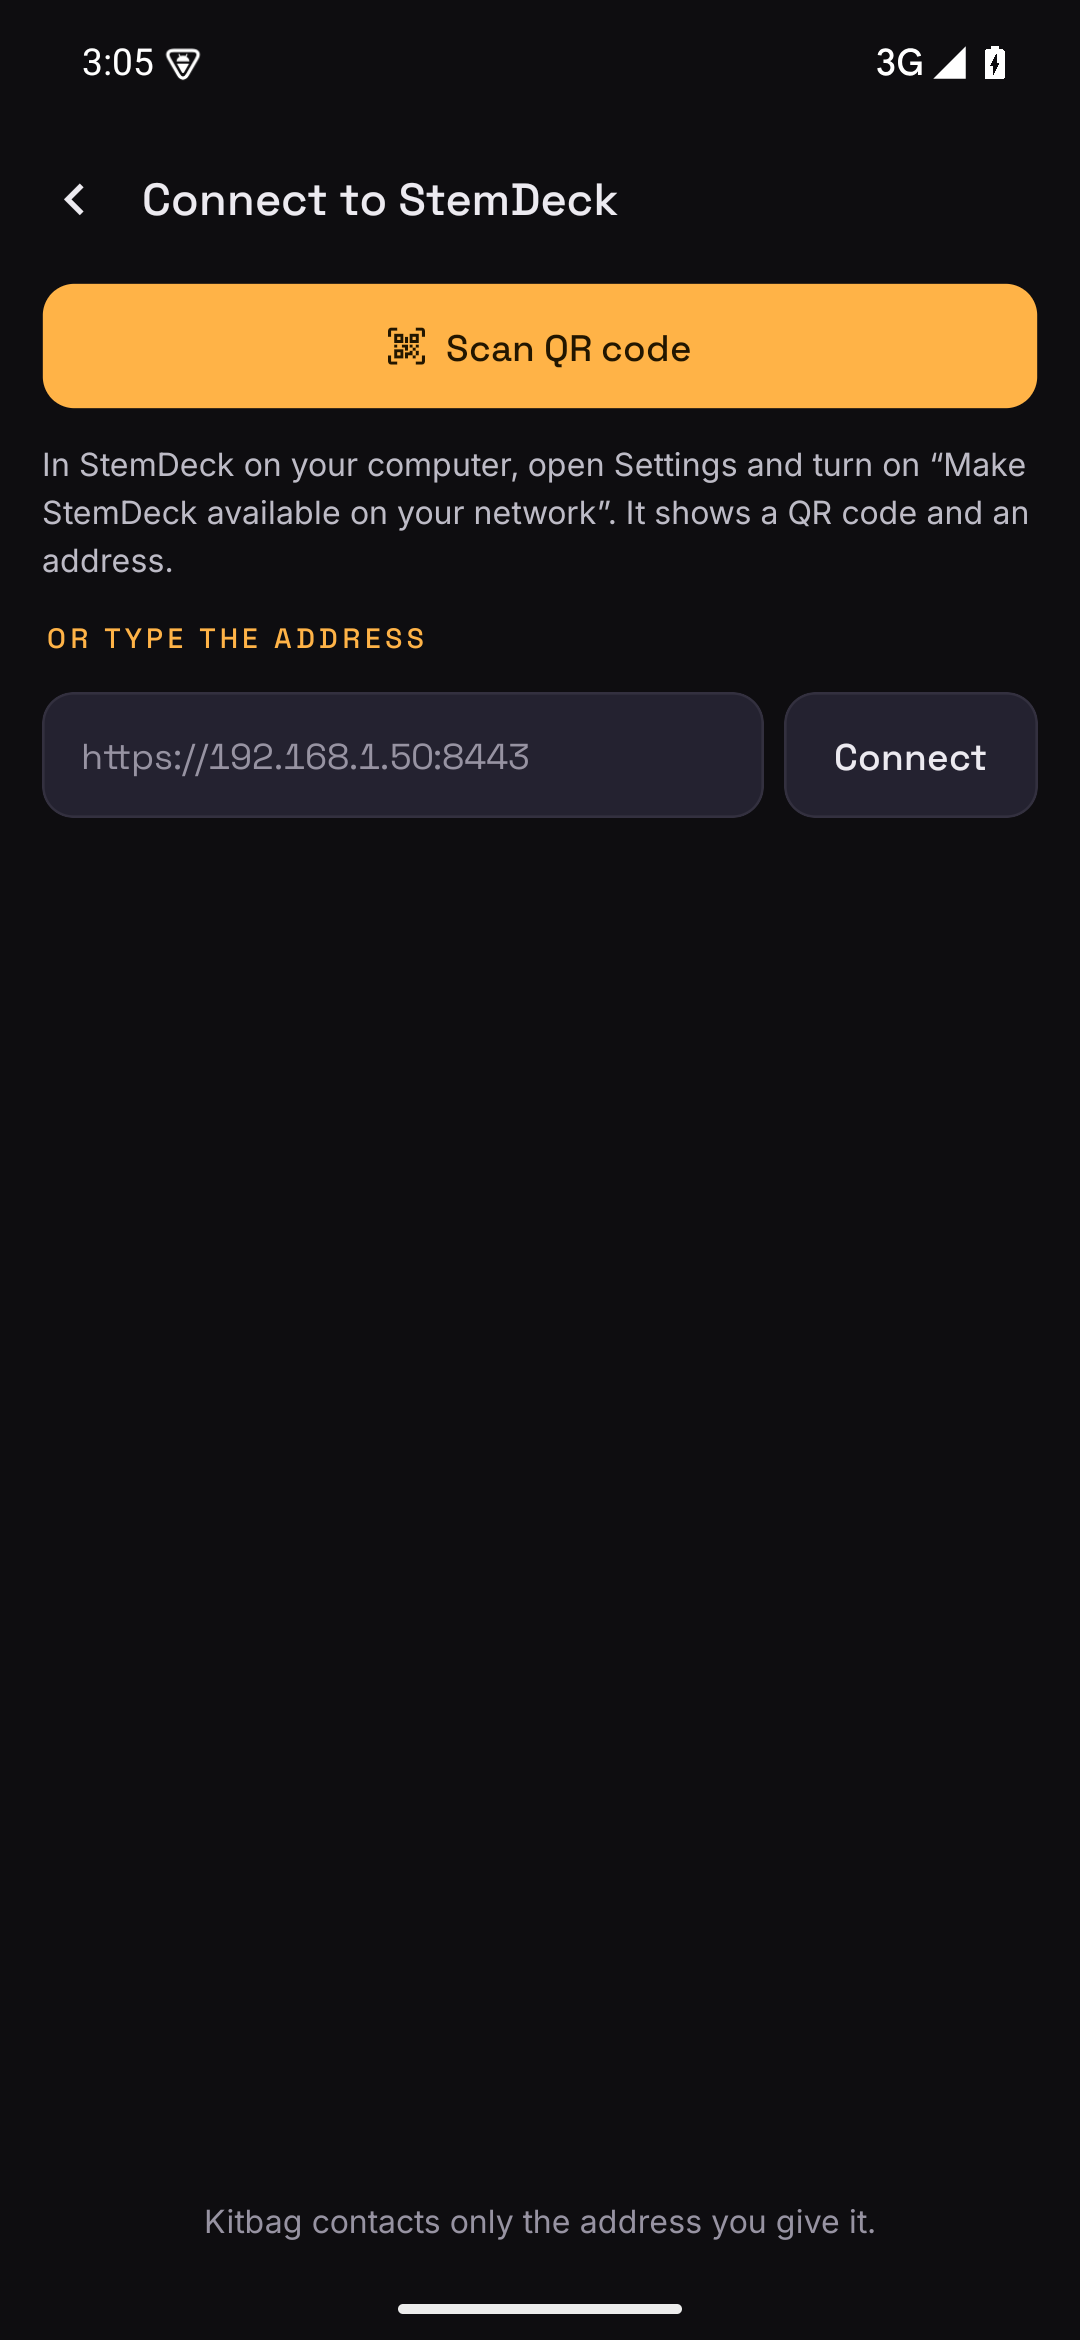 3:05
3G
Connect to StemDeck
Scan QR code
In StemDeck on your computer, open Settings and turn on “Make
StemDeck available on your network”. It shows a QR code and an
address.
OR TYPE THE ADDRESS
https://192.168.1.50:8443
Connect
Kitbag contacts only the address you give it.